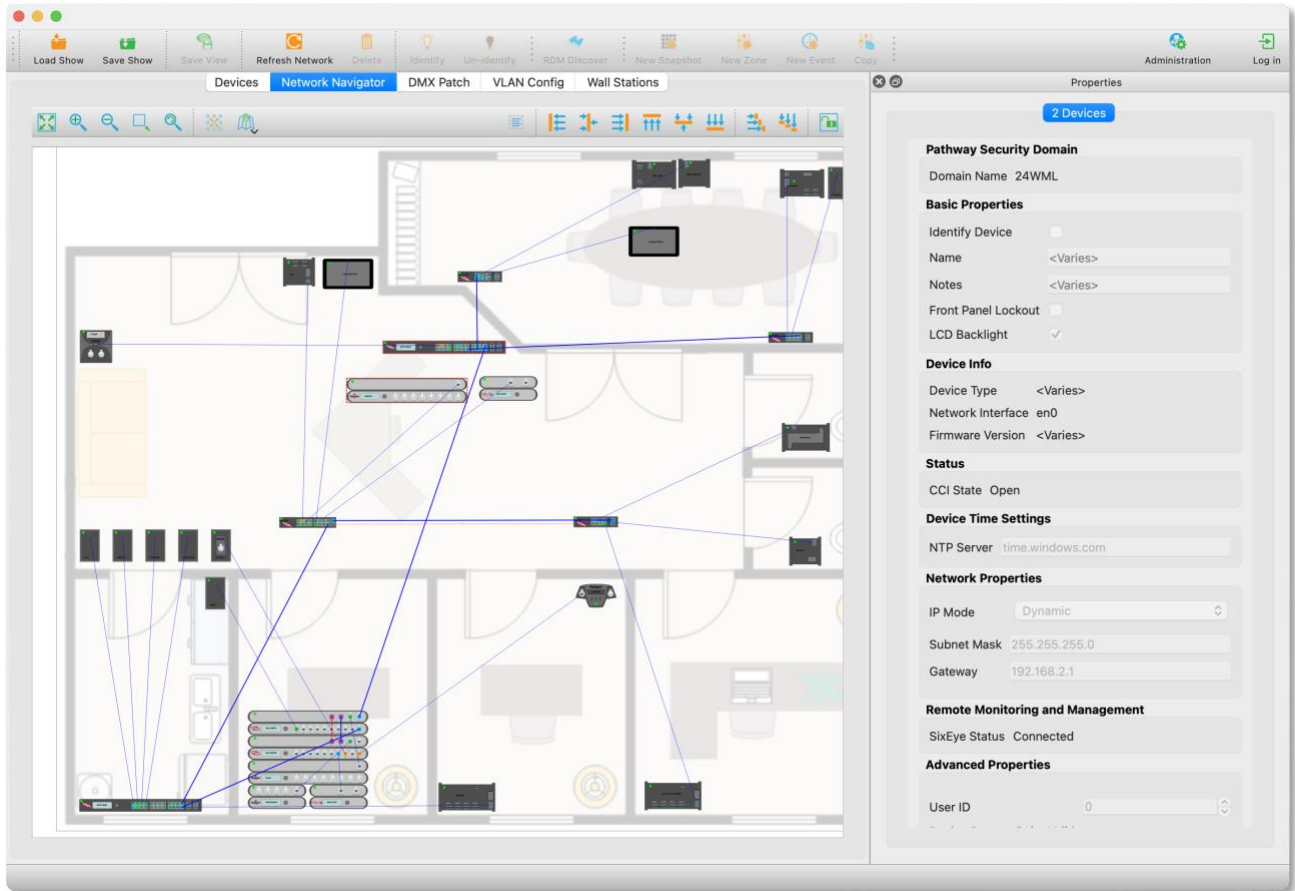 Load Show Save Show Save View Refresh Network Delete Identify Un-identify RDM Discover New Snapshot New Zone New Event Copy Administration Log in
Devices Network Navigator DMX Patch VLAN Config Wall Stations
Properties
2 Devices
Pathway Security Domain
Domain Name 24WML
Basic Properties
Identify Device
Name <Varies>
Notes <Varies>
Front Panel Lockout
LCD Backlight
Device Info
Device Type <Varies>
Network Interface en0
Firmware Version <Varies>
Status
CCI State Open
Device Time Settings
NTP Server time.windows.com
Network Properties
IP Mode Dynamic
Subnet Mask 255.255.255.0
Gateway 192.168.2.1
Remote Monitoring and Management
SixEye Status Connected
Advanced Properties
User ID 0